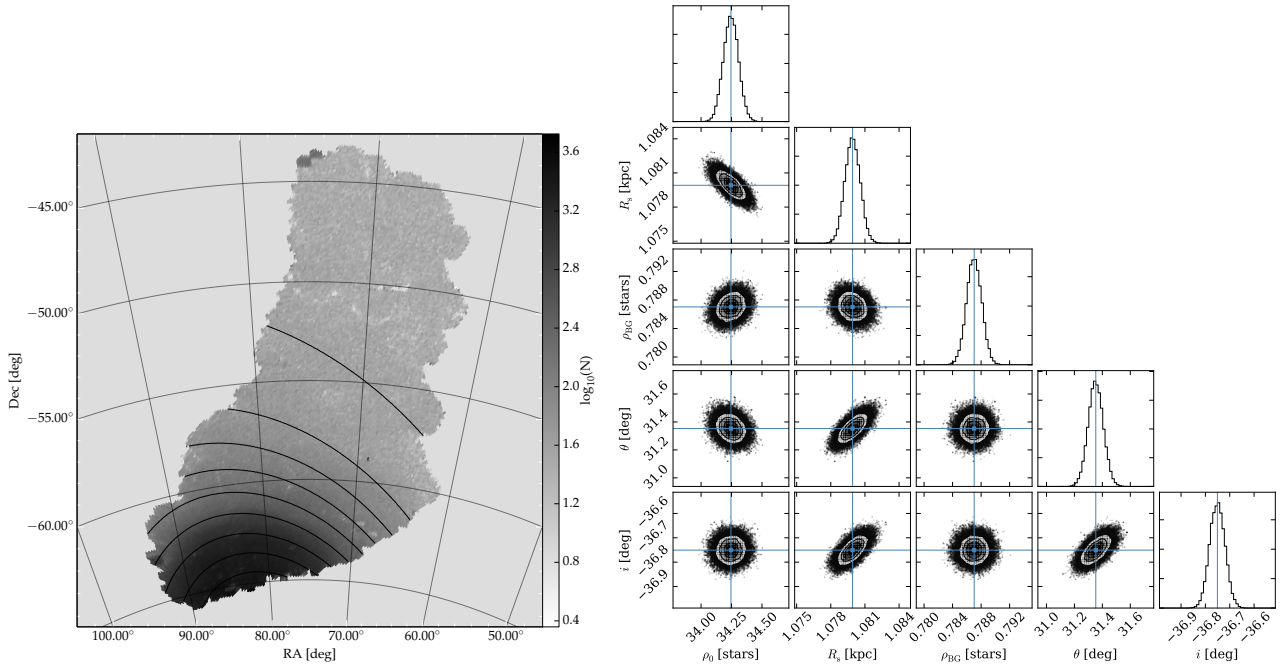 −45.00°
−50.00°
−55.00°
−60.00°
Dec [deg]
100.00° 90.00° 80.00° 70.00° 60.00° 50.00°
RA [deg]
3.6
3.2
2.8
2.4
2.0
1.6
1.2
0.8
0.4
log₁₀(N)
1.084
1.081
1.078
1.075
Rₛ [kpc]
0.792
0.788
0.784
0.780
ρ_BG [stars]
31.6
31.4
31.2
31.0
θ [deg]
−36.6
−36.7
−36.8
−36.9
i [deg]
34.00 34.25 34.50
ρ₀ [stars]
1.075 1.078 1.081 1.084
Rₛ [kpc]
0.780 0.784 0.788 0.792
ρ_BG [stars]
31.0 31.2 31.4 31.6
θ [deg]
−36.9 −36.8 −36.7 −36.6
i [deg]